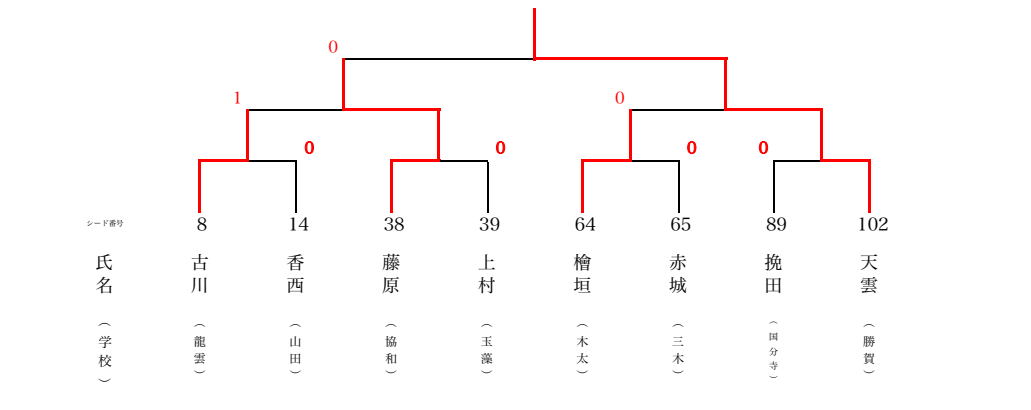 0
1
0
0
0
0
0
シード番号
8
14
38
39
64
65
89
102
氏名
古川
香西
藤原
上村
檜垣
赤城
挽田
天雲
（学校）
（龍雲）
（山田）
（協和）
（玉藻）
（木太）
（三木）
（国分寺）
（勝賀）